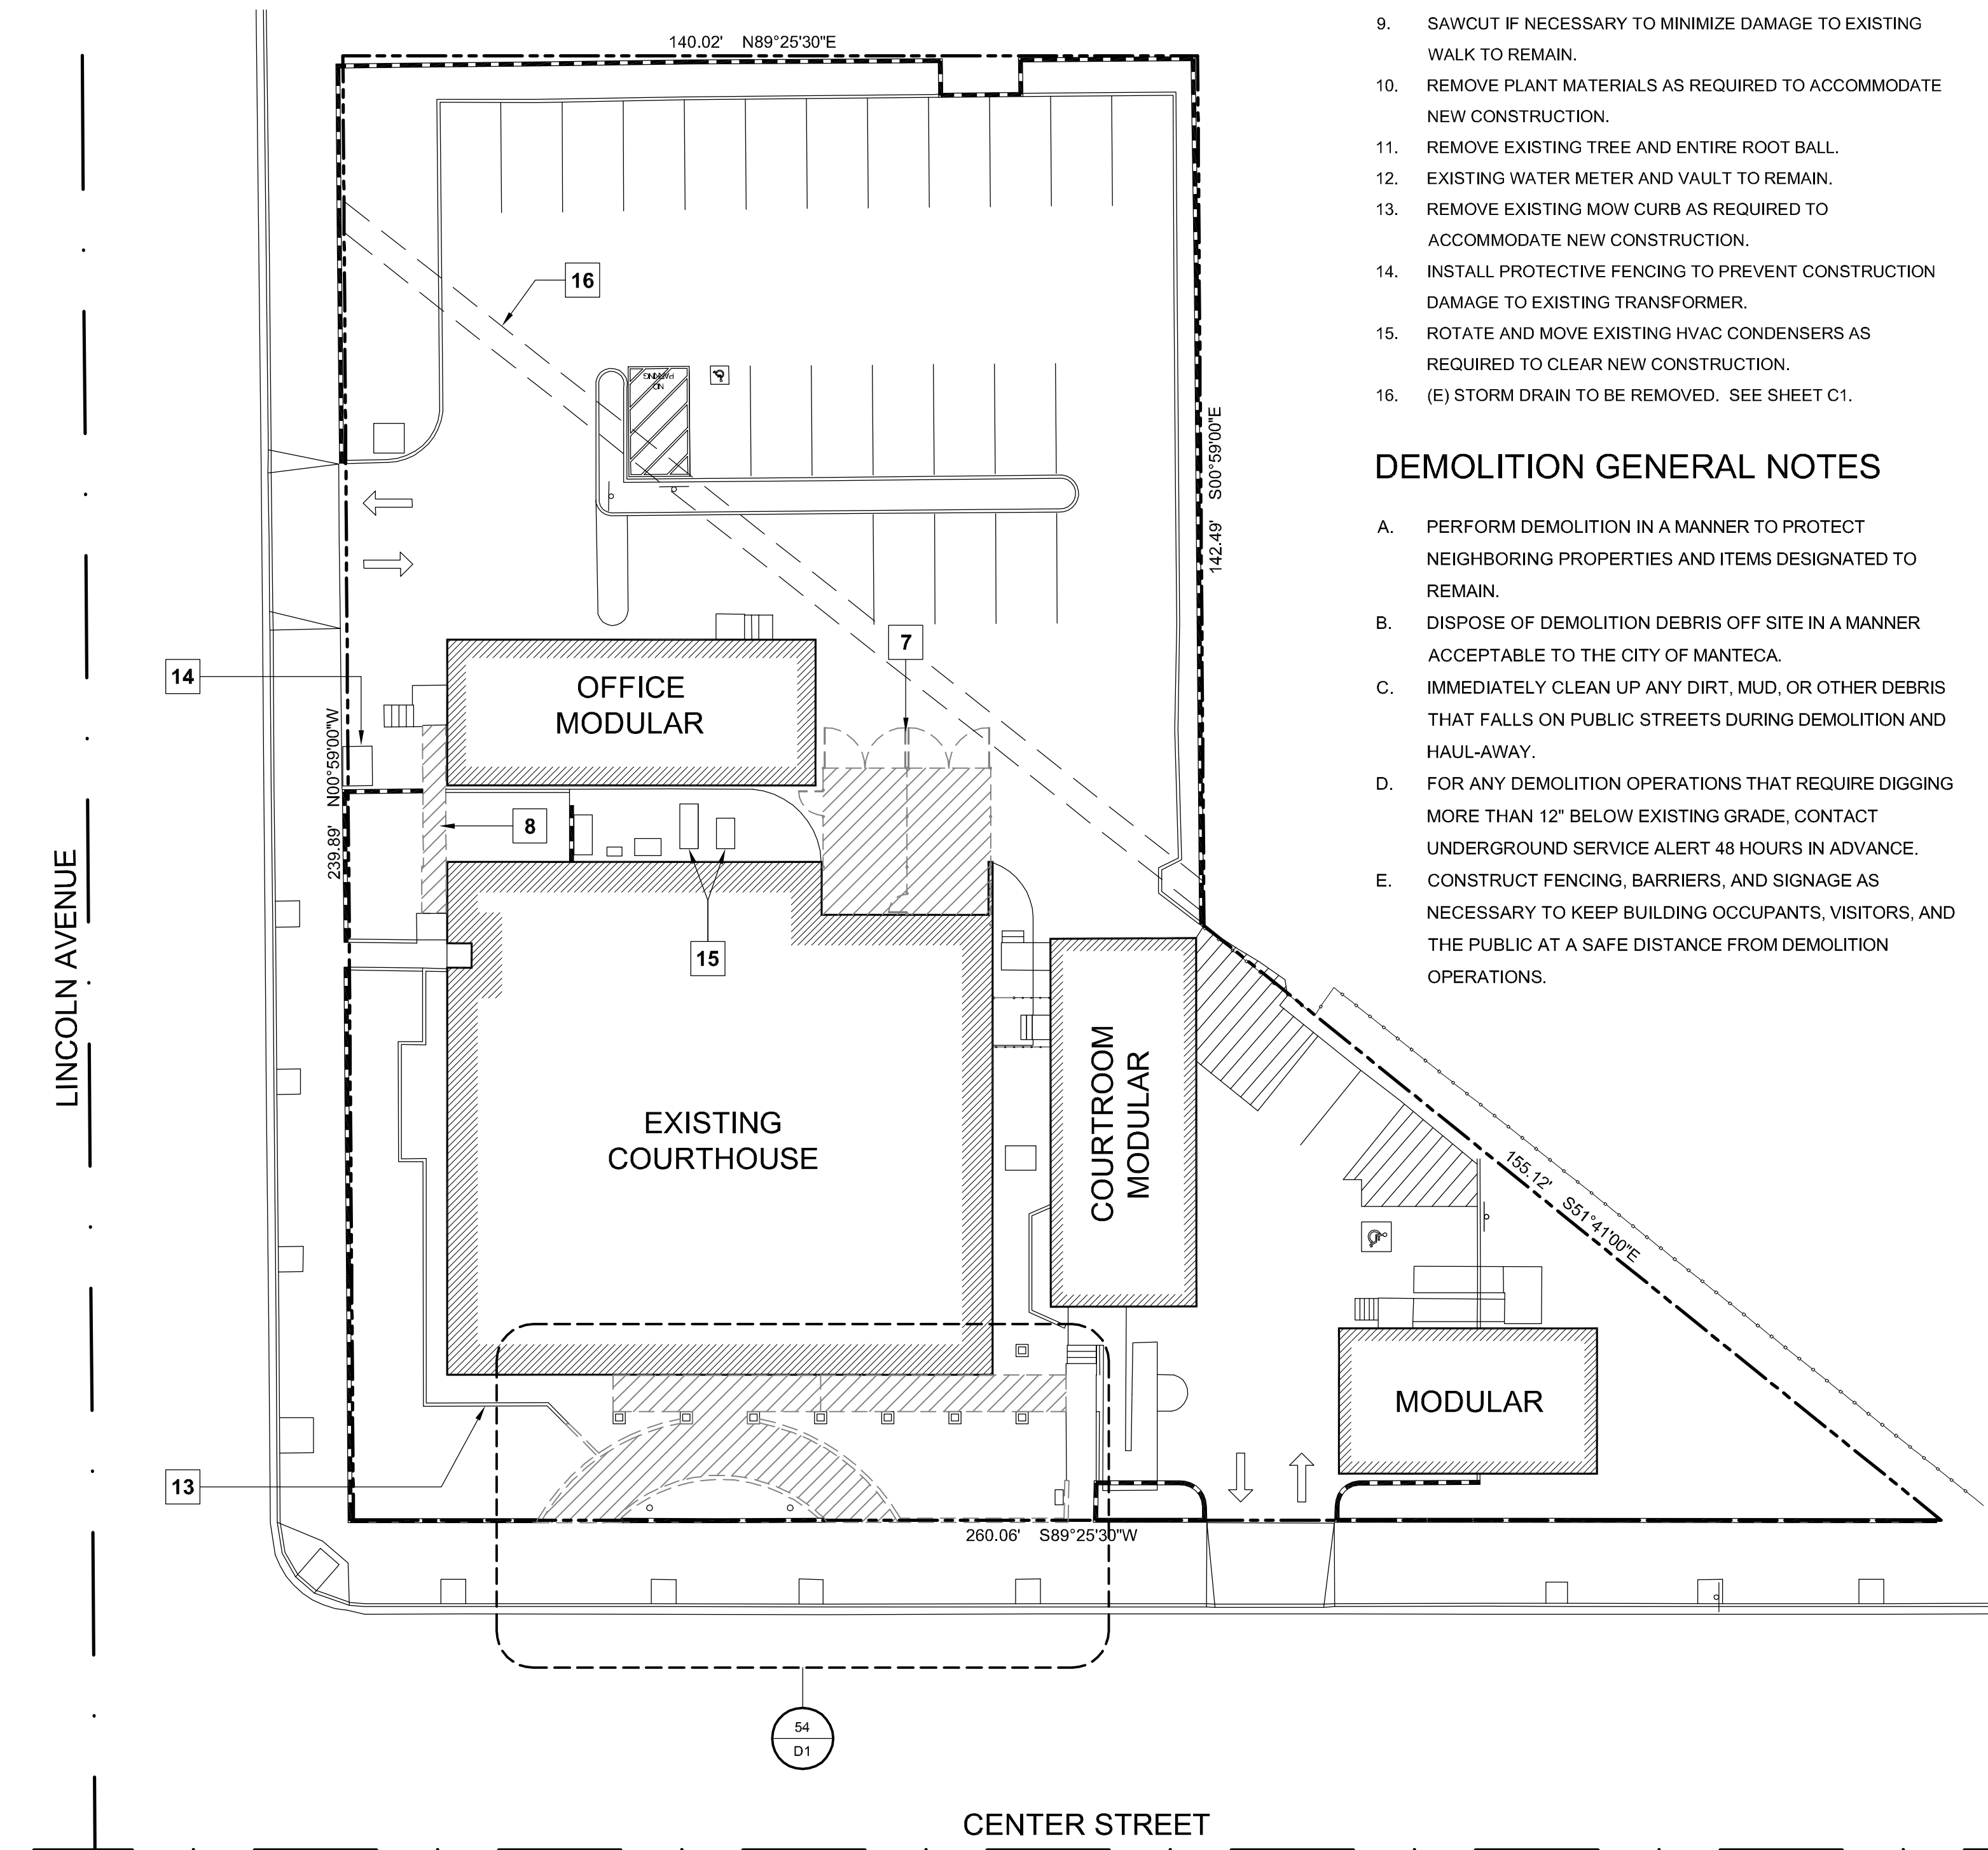 9. SAWCUT IF NECESSARY TO MINIMIZE DAMAGE TO EXISTING
WALK TO REMAIN.
10. REMOVE PLANT MATERIALS AS REQUIRED TO ACCOMMODATE
NEW CONSTRUCTION.
11. REMOVE EXISTING TREE AND ENTIRE ROOT BALL.
12. EXISTING WATER METER AND VAULT TO REMAIN.
13. REMOVE EXISTING MOW CURB AS REQUIRED TO
ACCOMMODATE NEW CONSTRUCTION.
14. INSTALL PROTECTIVE FENCING TO PREVENT CONSTRUCTION
DAMAGE TO EXISTING TRANSFORMER.
15. ROTATE AND MOVE EXISTING HVAC CONDENSERS AS
REQUIRED TO CLEAR NEW CONSTRUCTION.
16. (E) STORM DRAIN TO BE REMOVED. SEE SHEET C1.
DEMOLITION GENERAL NOTES
A. PERFORM DEMOLITION IN A MANNER TO PROTECT
NEIGHBORING PROPERTIES AND ITEMS DESIGNATED TO
REMAIN.
B. DISPOSE OF DEMOLITION DEBRIS OFF SITE IN A MANNER
ACCEPTABLE TO THE CITY OF MANTECA.
C. IMMEDIATELY CLEAN UP ANY DIRT, MUD, OR OTHER DEBRIS
THAT FALLS ON PUBLIC STREETS DURING DEMOLITION AND
HAUL-AWAY.
D. FOR ANY DEMOLITION OPERATIONS THAT REQUIRE DIGGING
MORE THAN 12" BELOW EXISTING GRADE, CONTACT
UNDERGROUND SERVICE ALERT 48 HOURS IN ADVANCE.
E. CONSTRUCT FENCING, BARRIERS, AND SIGNAGE AS
NECESSARY TO KEEP BUILDING OCCUPANTS, VISITORS, AND
THE PUBLIC AT A SAFE DISTANCE FROM DEMOLITION
OPERATIONS.
140.02' N89°25'30"E
16
NO
PARKING
142.49' S00°59'00"E
7
14
OFFICE
MODULAR
239.89' N00°59'00"W
8
15
LINCOLN AVENUE
EXISTING
COURTHOUSE
COURTROOM
MODULAR
155.12' S51°41'00"E
MODULAR
13
260.06' S89°25'30"W
54
D1
CENTER STREET